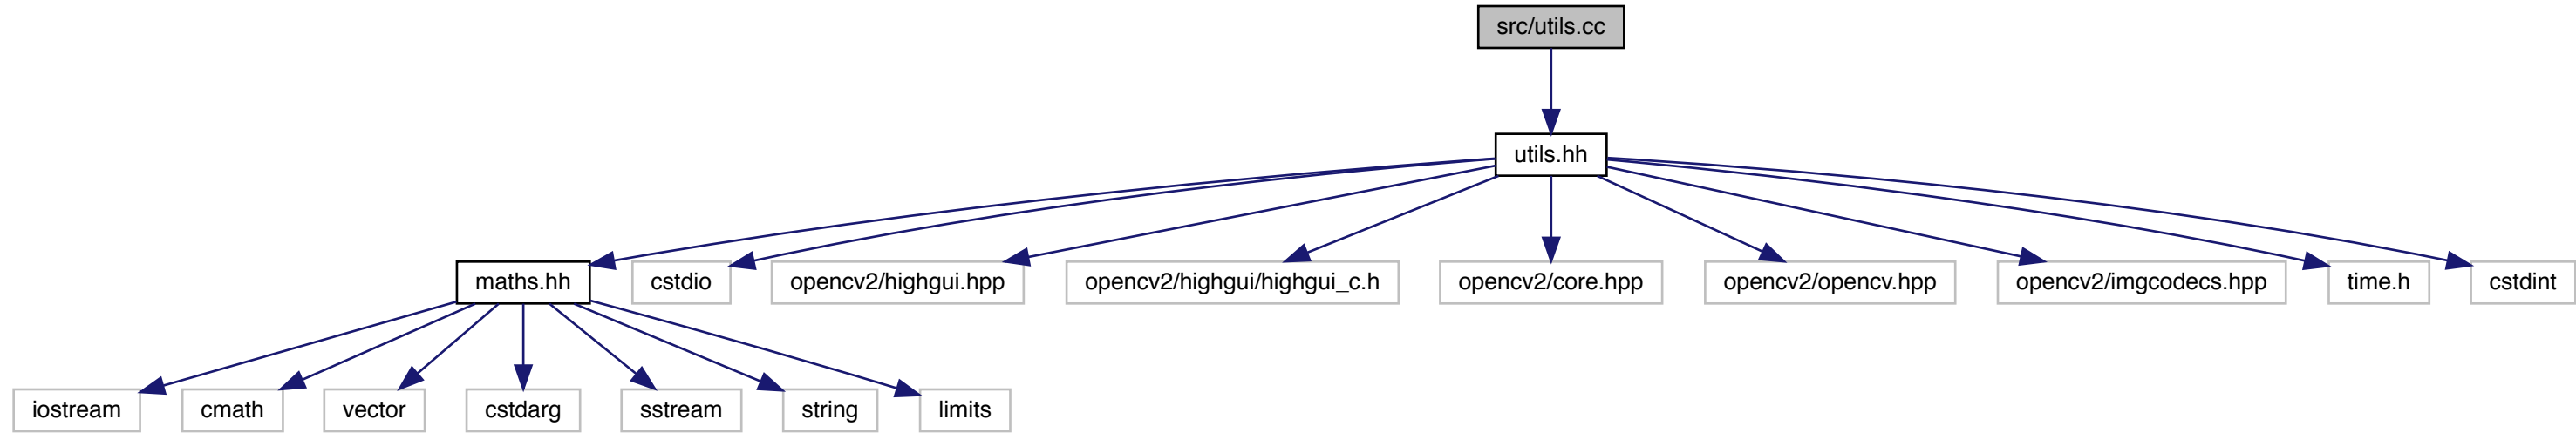 src/utils.cc
utils.hh
maths.hh
cstdio
opencv2/highgui.hpp
opencv2/highgui/highgui_c.h
opencv2/core.hpp
opencv2/opencv.hpp
opencv2/imgcodecs.hpp
time.h
cstdint
iostream
cmath
vector
cstdarg
sstream
string
limits